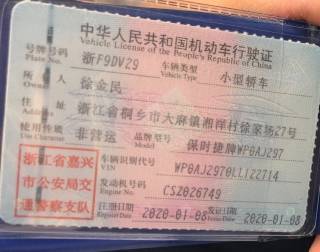 中华人民共和国机动车行驶证
Vehicle License of the People's Republic of China
号牌号码 浙F9DV29 车辆类型 小型轿车
Plate No. Vehicle Type
所有人 徐金民
Owner
住址 浙江省桐乡市大麻镇湘洋村徐家场27号
Address
使用性质 非营运 品牌型号 保时捷牌WP0AJ297
Use Character Model
浙江省嘉兴市公安局交通警察支队
车辆识别代号 WP0AJ2970LL122714
VIN
发动机号码 CSZ026749
Engine No.
注册日期 2020-01-08 发证日期 2020-01-08
Register Date Issue Date